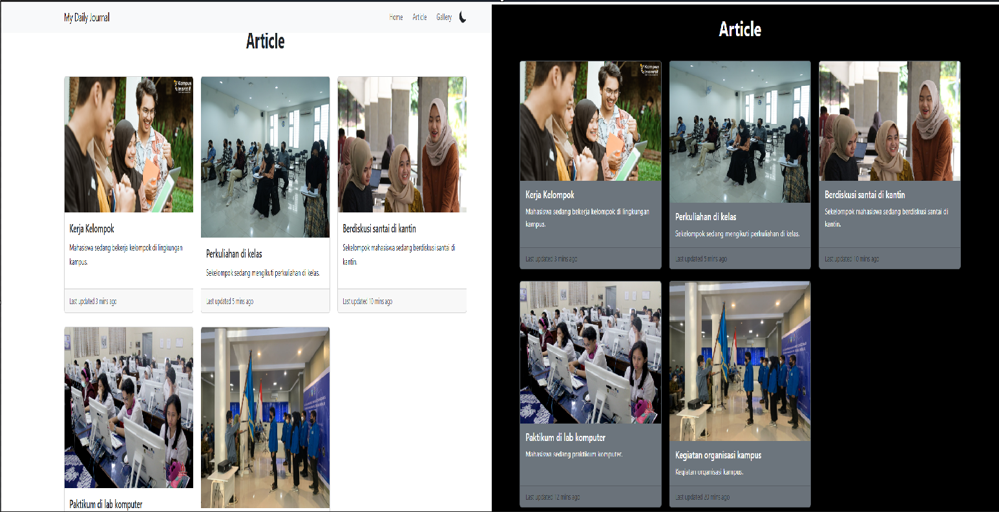 My Daily Journal
Home Article Gallery
Article
Kampus
Inovatif
Kerja Kelompok
Mahasiswa sedang bekerja kelompok di lingkungan
kampus.
Last updated 3 mins ago
Perkuliahan di kelas
Sekelompok sedang mengikuti perkuliahan di kelas.
Last updated 5 mins ago
Berdiskusi santai di kantin
Sekelompok mahasiswa sedang berdiskusi santai di
kantin.
Last updated 10 mins ago
Paktikum di lab komputer
Article
Kampus
Inovatif
Kerja Kelompok
Mahasiswa sedang bekerja kelompok di lingkungan
kampus.
Last updated 3 mins ago
Perkuliahan di kelas
Sekelompok sedang mengikuti perkuliahan di kelas.
Last updated 5 mins ago
Berdiskusi santai di kantin
Sekelompok mahasiswa sedang berdiskusi santai di
kantin.
Last updated 10 mins ago
Paktikum di lab komputer
Mahasiswa sedang praktikum komputer.
Last updated 12 mins ago
Kegiatan organisasi kampus
Kegiatan organisasi kampus.
Last updated 20 mins ago